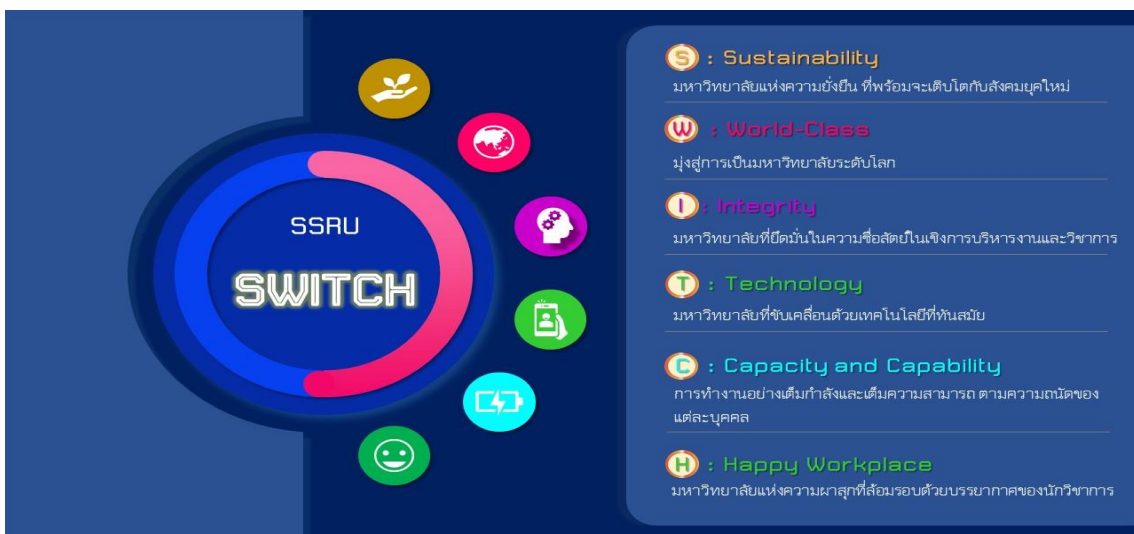 SSRU
SWITCH
S : Sustainability
มหาวิทยาลัยแห่งความยั่งยืน ที่พร้อมจะเติบโตกับสังคมยุคใหม่
W : World-Class
มุ่งสู่การเป็นมหาวิทยาลัยระดับโลก
I : Integrity
มหาวิทยาลัยที่ยึดมั่นในความซื่อสัตย์ในเชิงการบริหารงานและวิชาการ
T : Technology
มหาวิทยาลัยที่ขับเคลื่อนด้วยเทคโนโลยีที่ทันสมัย
C : Capacity and Capability
การทำงานอย่างเต็มกำลังและเต็มความสามารถ ตามความถนัดของ
แต่ละบุคคล
H : Happy Workplace
มหาวิทยาลัยแห่งความผาสุกที่ล้อมรอบด้วยบรรยากาศของนักวิชาการ